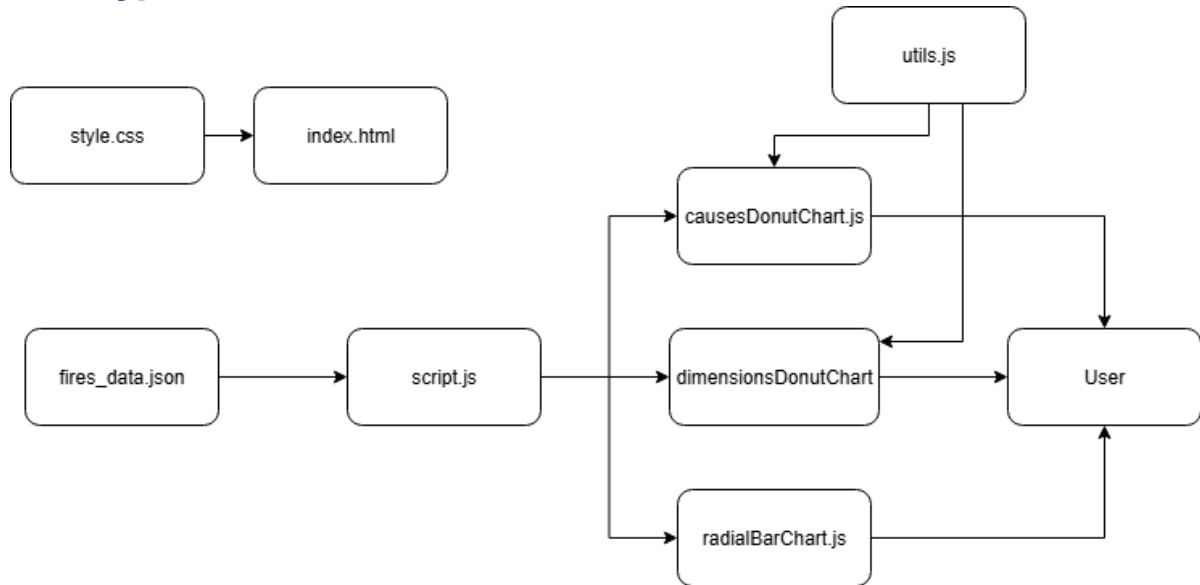 utils.js
style.css
index.html
causesDonutChart.js
fires_data.json
script.js
dimensionsDonutChart
User
radialBarChart.js